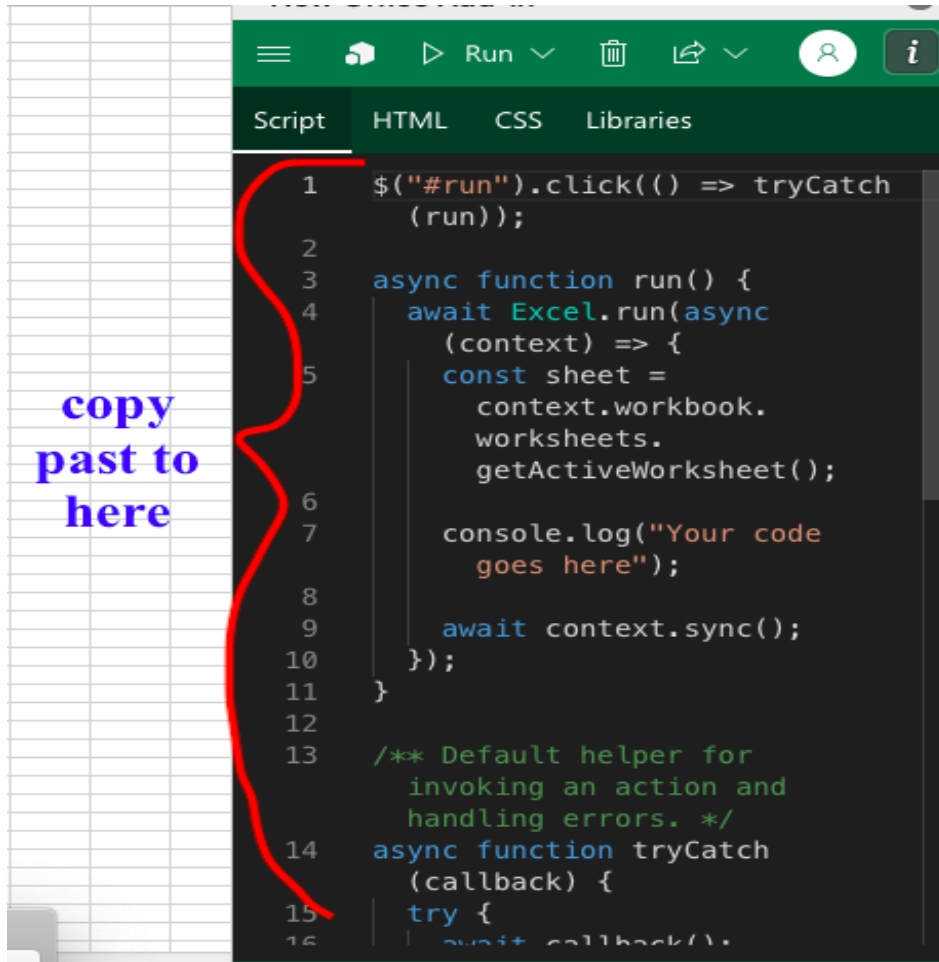 Run
i
Script HTML CSS Libraries
1 $("#run").click(() => tryCatch
(run));
2
3 async function run() {
4 await Excel.run(async
(context) => {
5 const sheet =
context.workbook.
worksheets.
getActiveWorksheet();
6
7 console.log("Your code
goes here");
8
9 await context.sync();
10 });
11 }
12
13 /** Default helper for
invoking an action and
handling errors. */
14 async function tryCatch
(callback) {
15 try {
16 await callback();
copy
past to
here